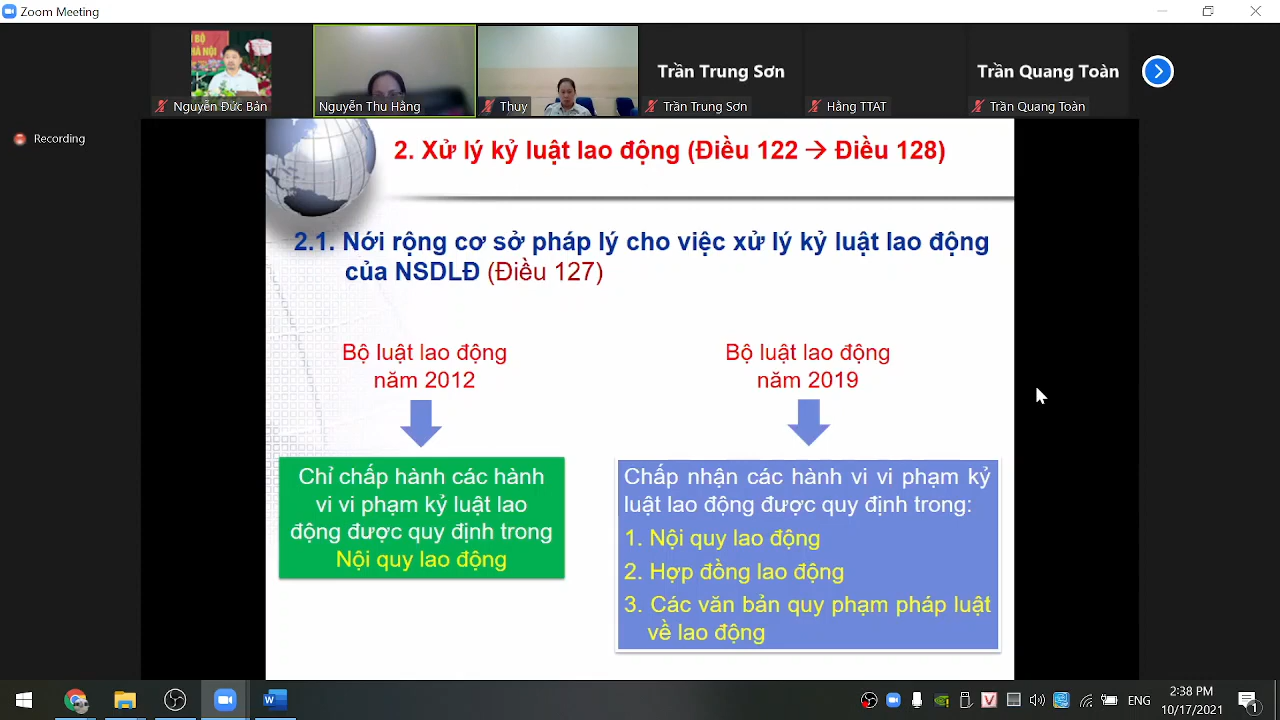 Zoom Meeting
BỘ
HÀ NỘI
Nguyễn Đức Bản
Nguyễn Thu Hằng
Thuy
Trần Trung Sơn
Trần Trung Sơn
Hằng TTAT
Trần Quang Toàn
Trần Quang Toàn
Recording
2. Xử lý kỷ luật lao động (Điều 122 → Điều 128)
2.1. Nới rộng cơ sở pháp lý cho việc xử lý kỷ luật lao động
của NSDLĐ (Điều 127)
Bộ luật lao động
năm 2012
Bộ luật lao động
năm 2019
Chỉ chấp hành các hành
vi vi phạm kỷ luật lao
động được quy định trong
Nội quy lao động
Chấp nhận các hành vi vi phạm kỷ
luật lao động được quy định trong:
1. Nội quy lao động
2. Hợp đồng lao động
3. Các văn bản quy phạm pháp luật
về lao động
ENG
2:38 PM
10/17/2021